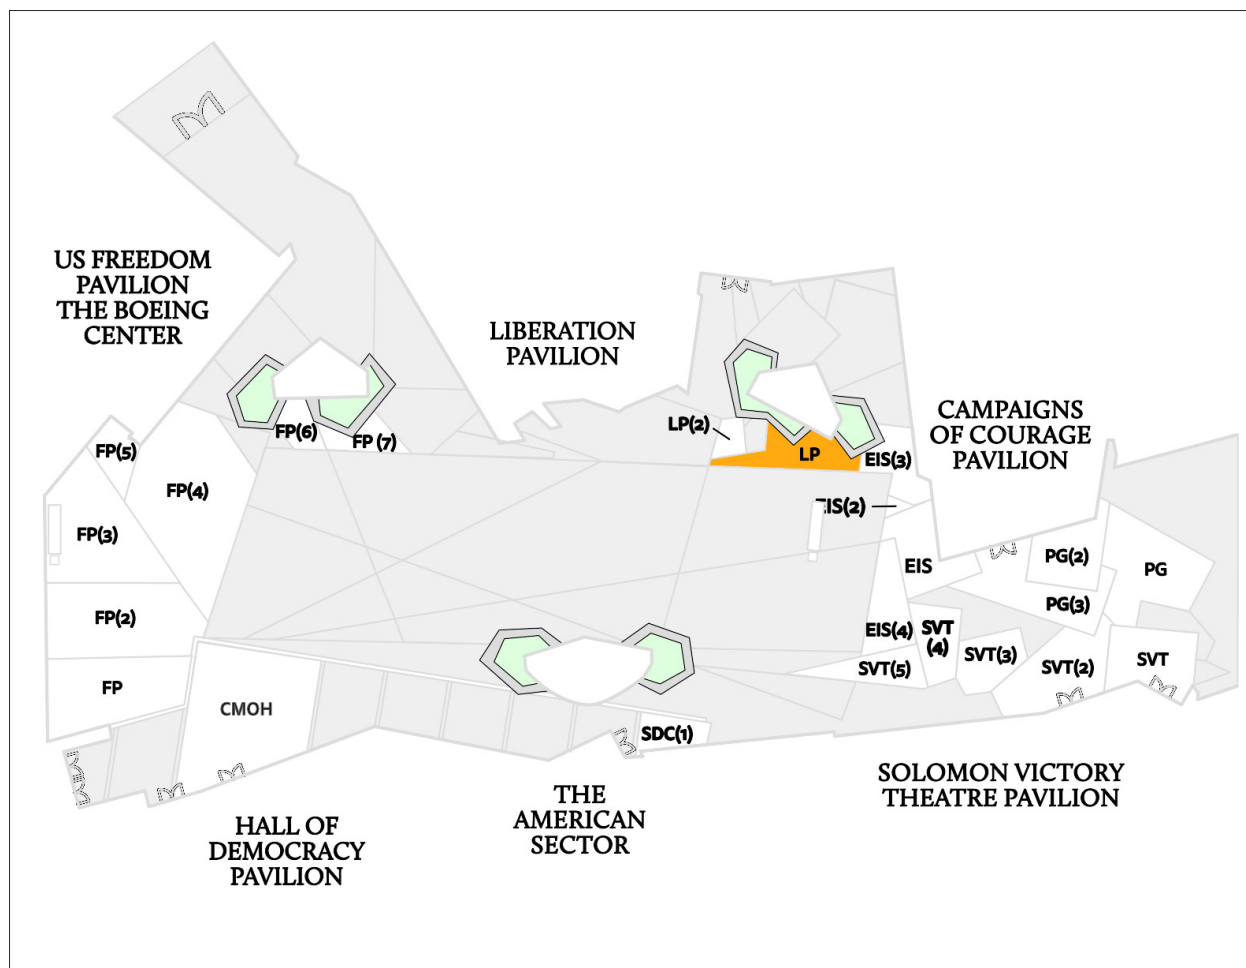 US FREEDOM
PAVILION
THE BOEING
CENTER
LIBERATION
PAVILION
CAMPAIGNS
OF COURAGE
PAVILION
FP(5)
FP(6)
FP (7)
LP(2)
LP
EIS(3)
FP(4)
FP(3)
EIS(2)
EIS
PG(2)
PG
PG(3)
FP(2)
EIS(4)
SVT
(4)
SVT(3)
SVT(5)
SVT(2)
SVT
FP
CMOH
SDC(1)
SOLOMON VICTORY
THEATRE PAVILION
THE
AMERICAN
SECTOR
HALL OF
DEMOCRACY
PAVILION